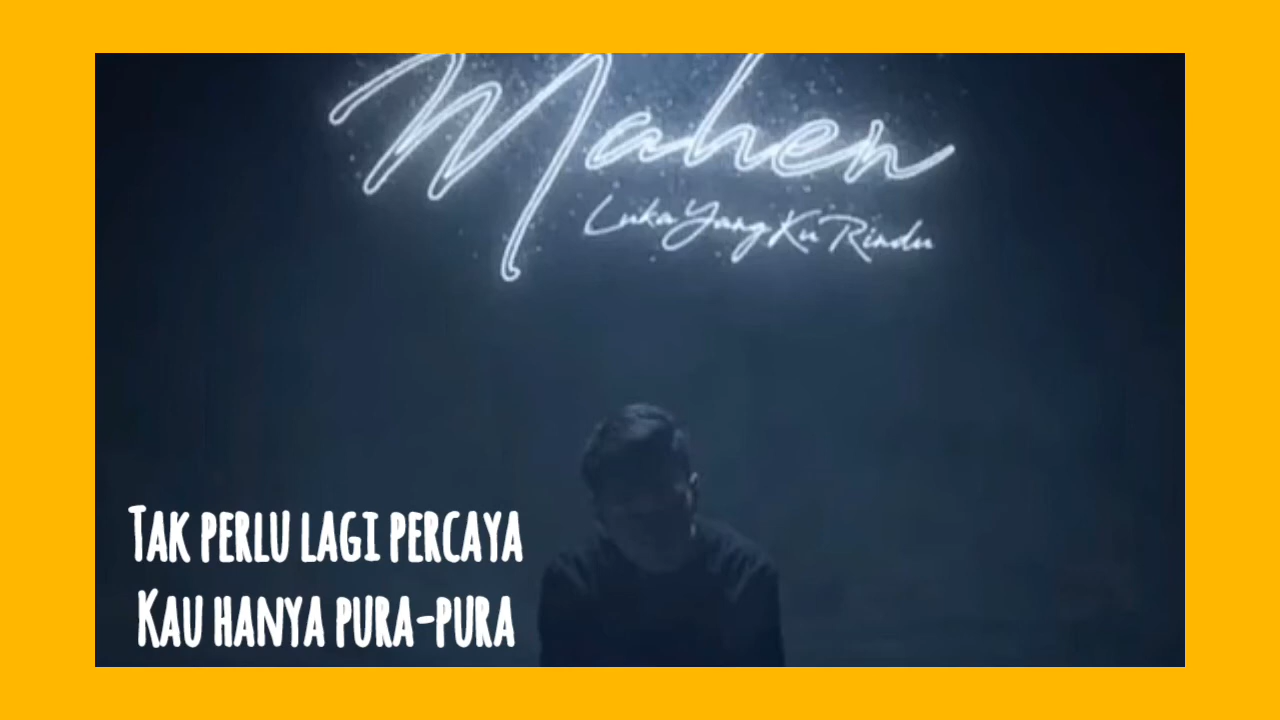 Mahen
Luka Yang Ku Rindu
TAK PERLU LAGI PERCAYA
KAU HANYA PURA-PURA